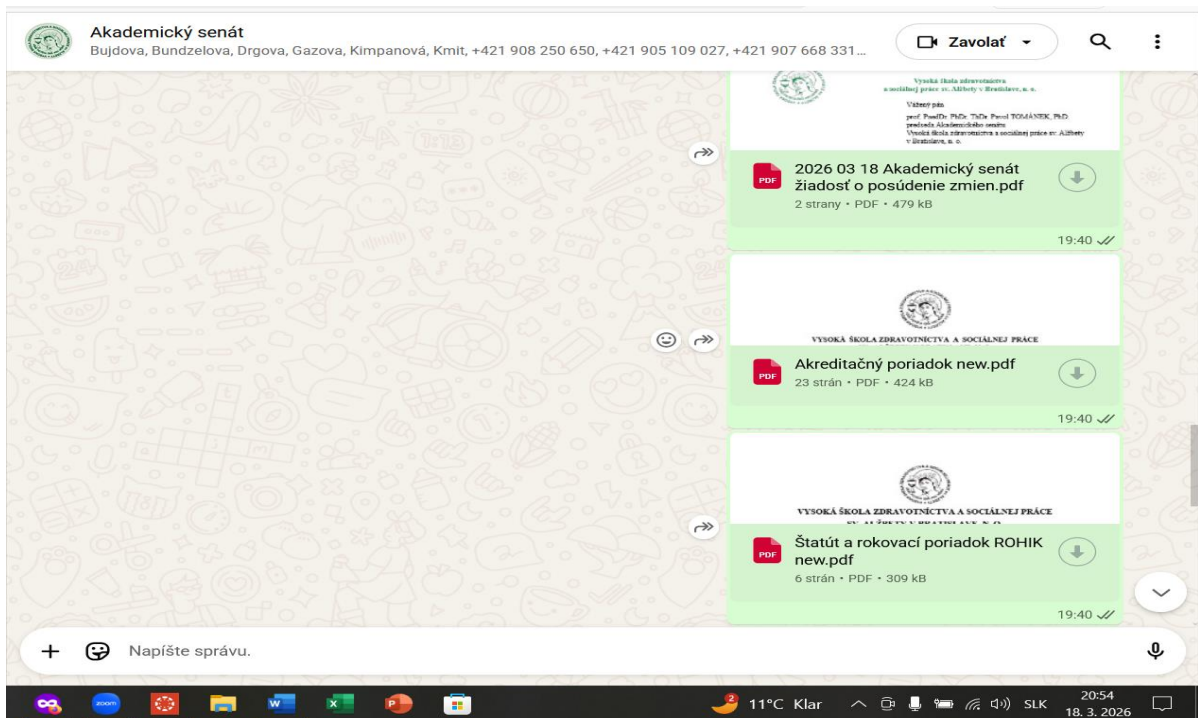 Akademický senát
Bujdova, Bundzelova, Drgova, Gazova, Kimpanová, Kmit, +421 908 250 650, +421 905 109 027, +421 907 668 331...
Zavolať
Vysoká škola zdravotníctva
a sociálnej práce sv. Alžbety v Bratislave, n. o.
Vážený pán
prof. PaedDr. PhDr. ThDr. Pavol TOMÁNEK, PhD.
predseda Akademického senátu
Vysoká škola zdravotníctva a sociálnej práce sv. Alžbety
v Bratislave, n. o.
PDF
2026 03 18 Akademický senát
žiadosť o posúdenie zmien.pdf
2 strany • PDF • 479 kB
19:40
VYSOKÁ ŠKOLA ZDRAVOTNÍCTVA A SOCIÁLNEJ PRÁCE
PDF
Akreditačný poriadok new.pdf
23 strán • PDF • 424 kB
19:40
VYSOKÁ ŠKOLA ZDRAVOTNÍCTVA A SOCIÁLNEJ PRÁCE
SV. ALŽBETY V BRATISLAVE, N. O.
PDF
Štatút a rokovací poriadok ROHIK
new.pdf
6 strán • PDF • 309 kB
19:40
Napíšte správu.
zoom
2
11°C Klar
SLK
20:54
18. 3. 2026